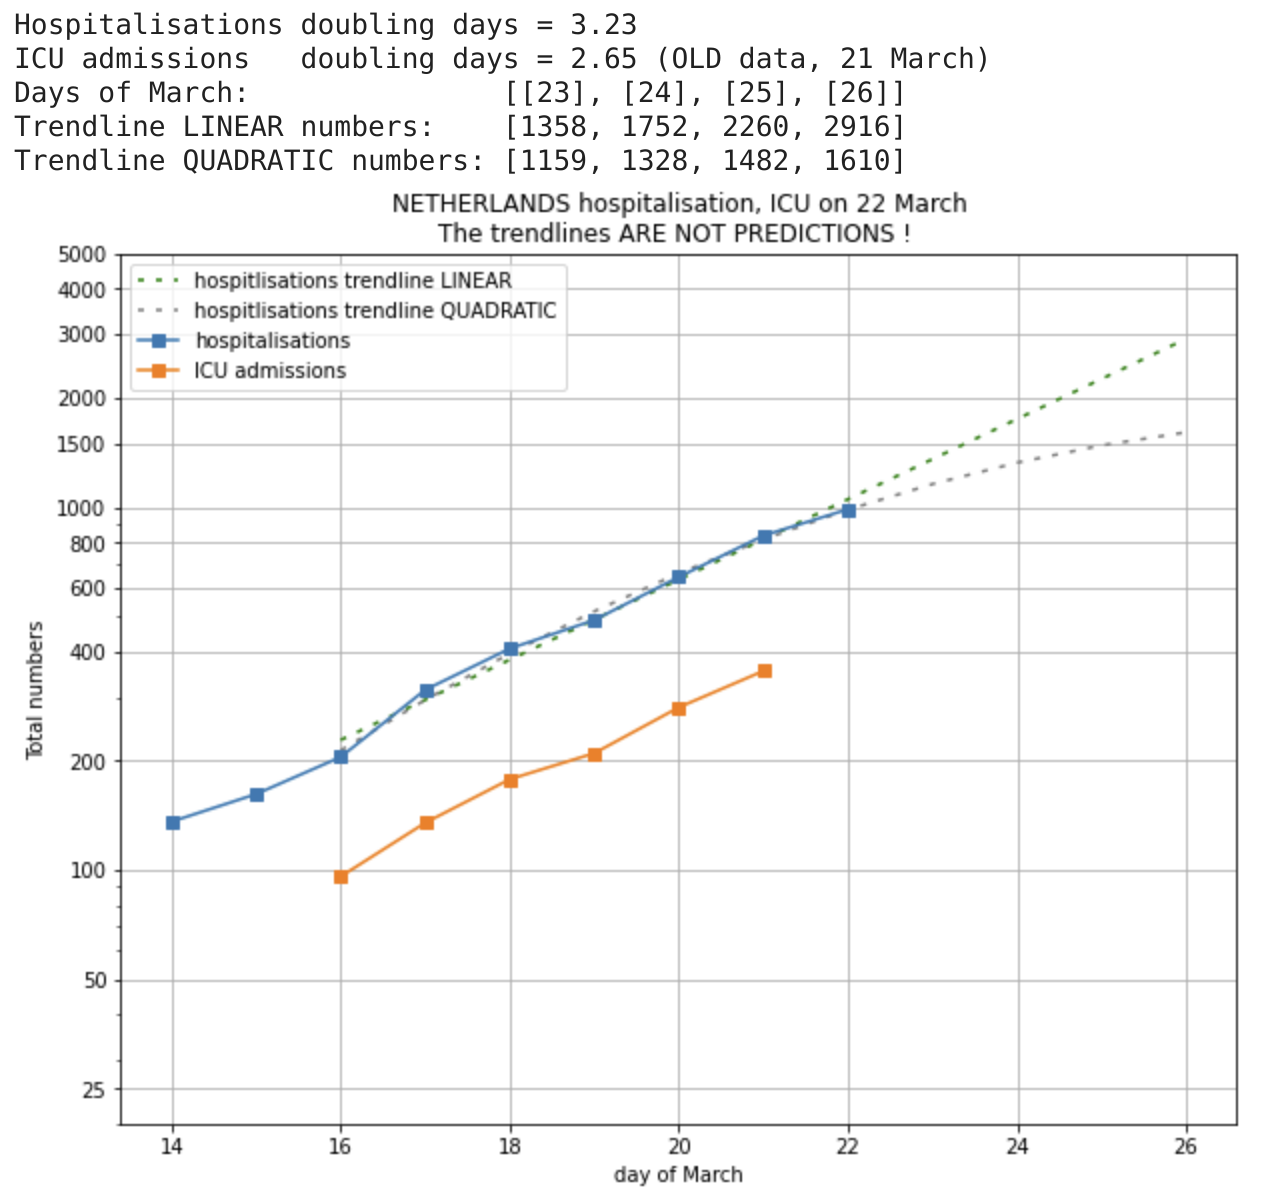 Hospitalisations doubling days = 3.23
ICU admissions   doubling days = 2.65 (OLD data, 21 March)
Days of March:               [[23], [24], [25], [26]]
Trendline LINEAR numbers:    [1358, 1752, 2260, 2916]
Trendline QUADRATIC numbers: [1159, 1328, 1482, 1610]
NETHERLANDS hospitalisation, ICU on 22 March
The trendlines ARE NOT PREDICTIONS !
hospitlisations trendline LINEAR
hospitlisations trendline QUADRATIC
hospitalisations
ICU admissions
5000
4000
3000
2000
1500
1000
800
600
400
200
100
50
25
Total numbers
14 16 18 20 22 24 26
day of March